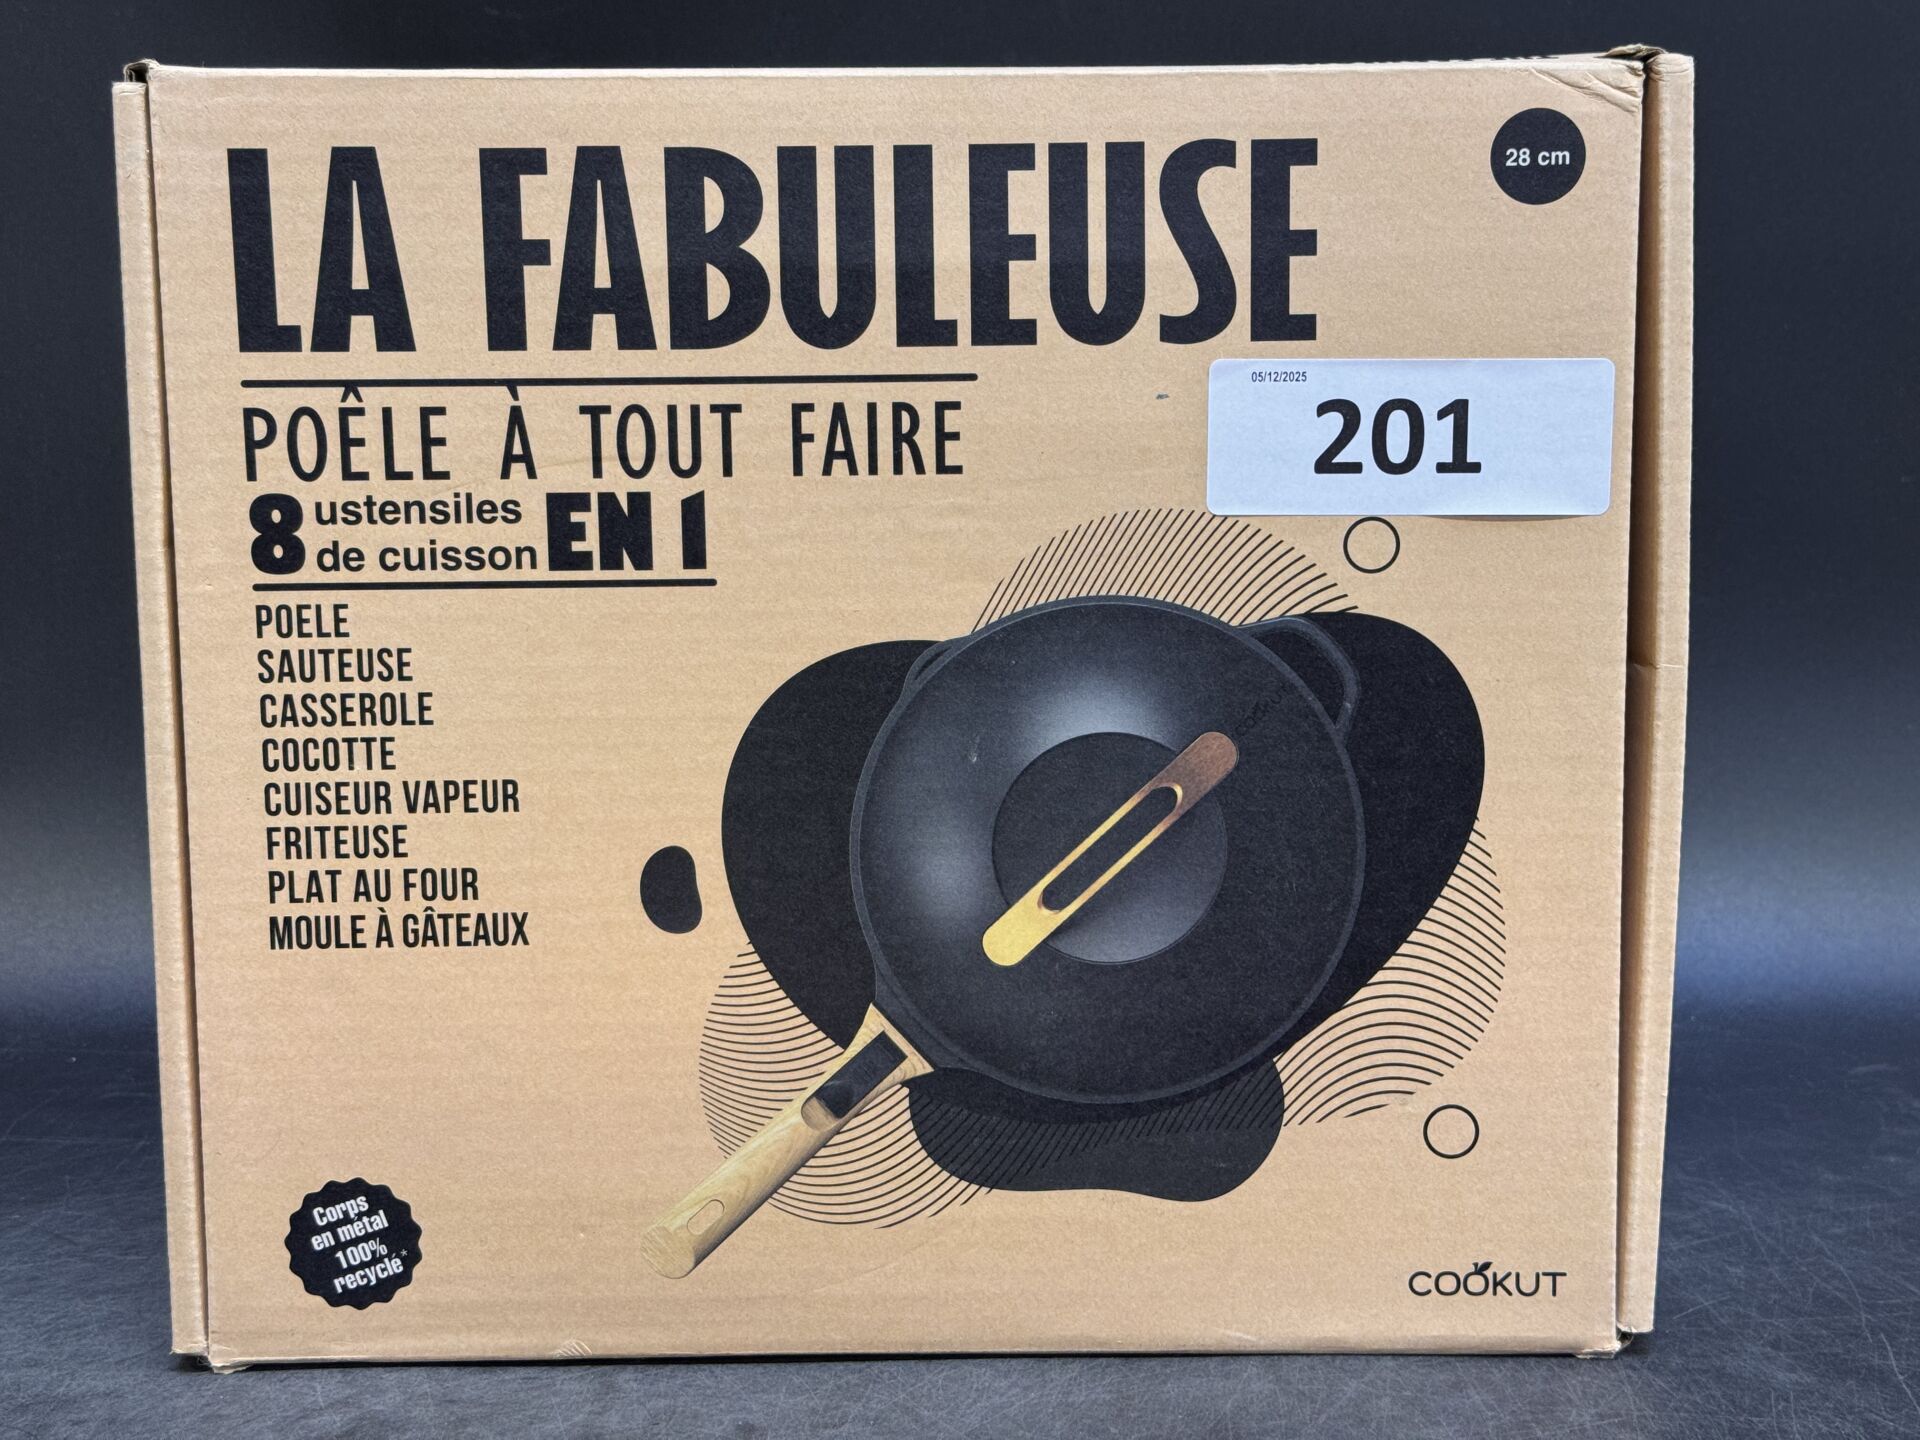 LA FABULEUSE
28 cm
05/12/2025
201
POÊLE À TOUT FAIRE
8 ustensiles de cuisson EN 1
POELE
SAUTEUSE
CASSEROLE
COCOTTE
CUISEUR VAPEUR
FRITEUSE
PLAT AU FOUR
MOULE À GÂTEAUX
COOKUT
Corps
en métal
100%
recyclé*
COOKUT